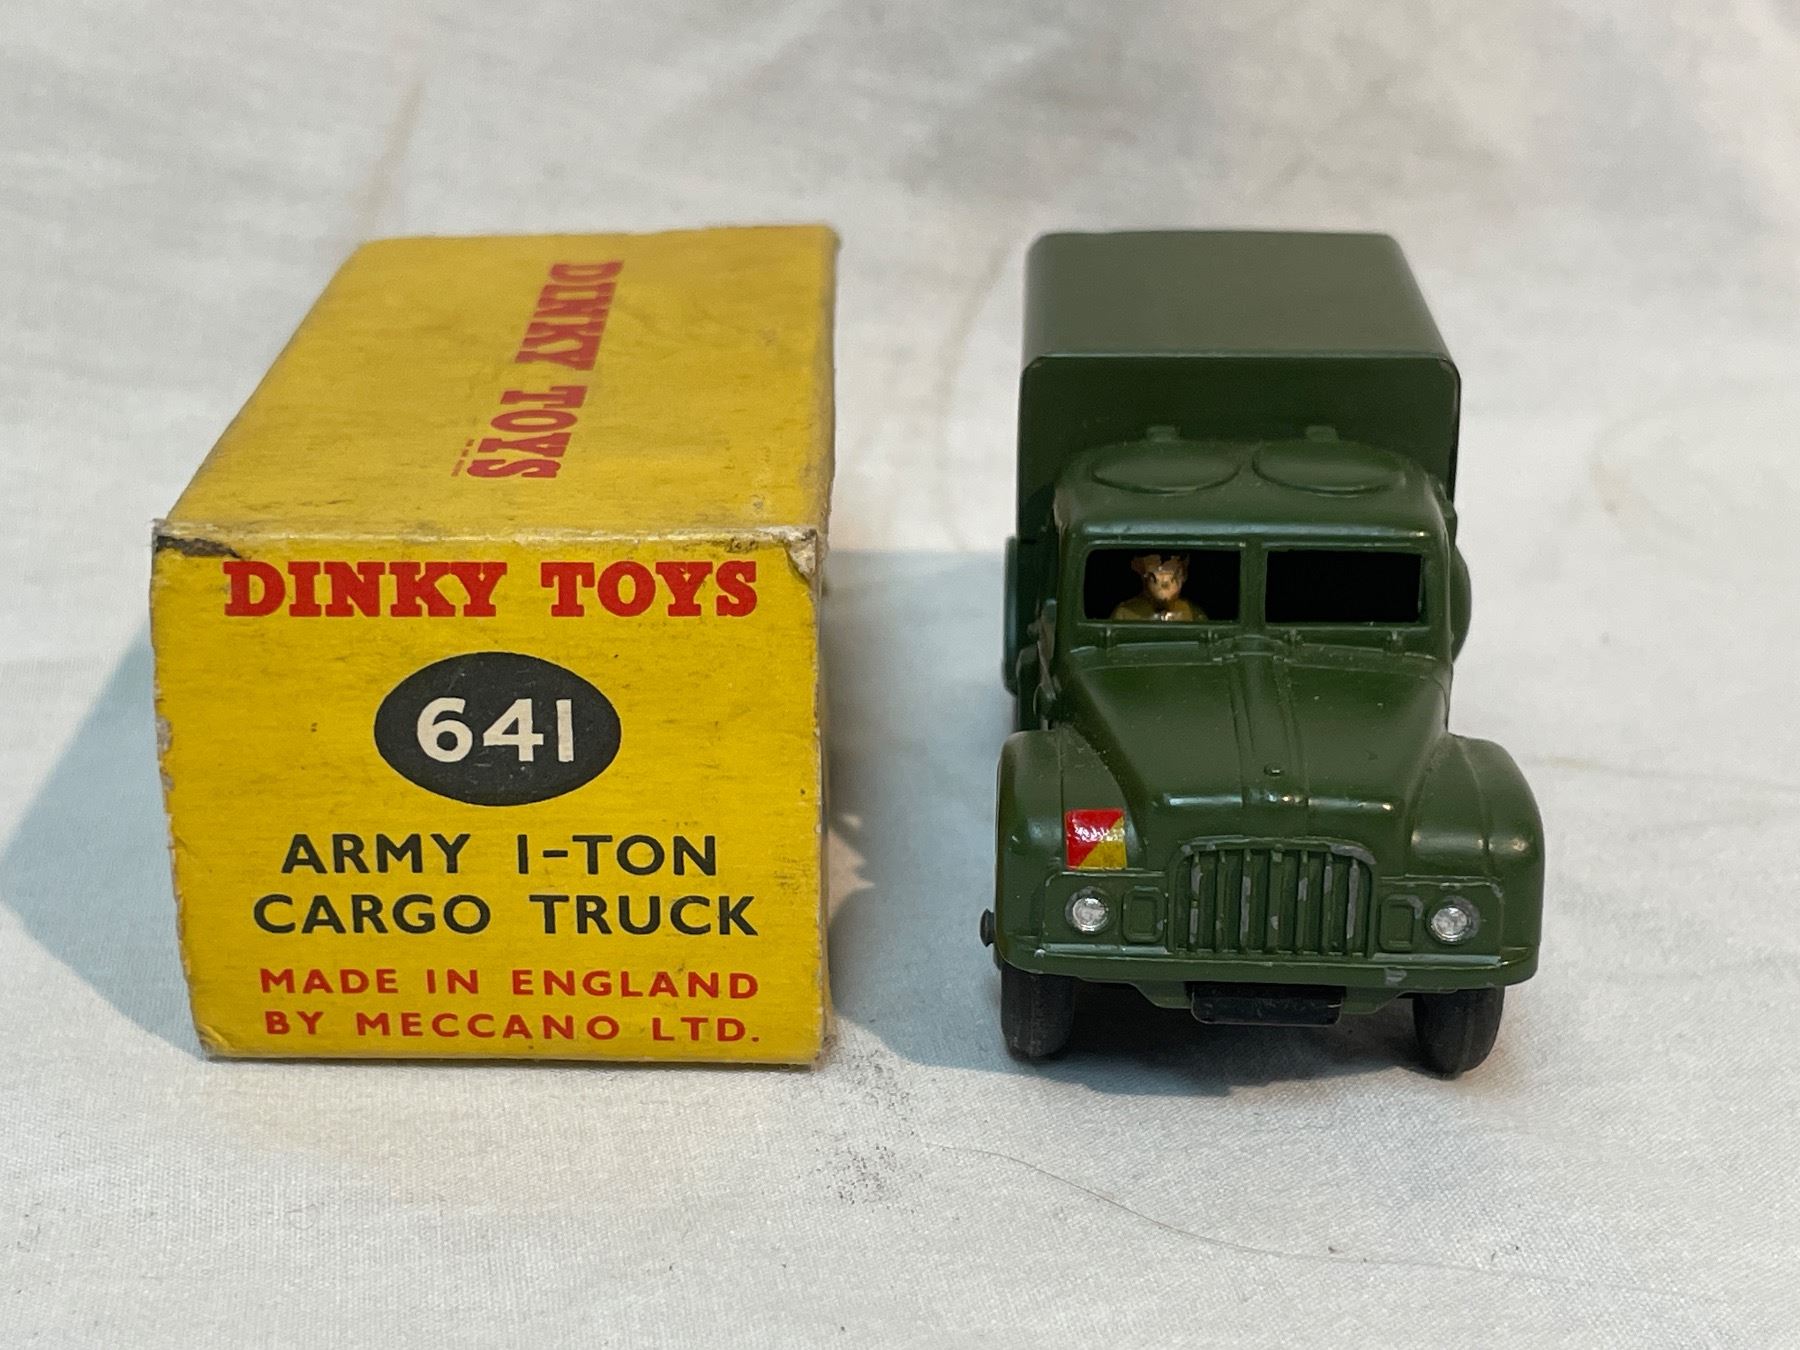 DINKY TOYS
DINKY TOYS
641
ARMY 1-TON
CARGO TRUCK
MADE IN ENGLAND
BY MECCANO LTD.